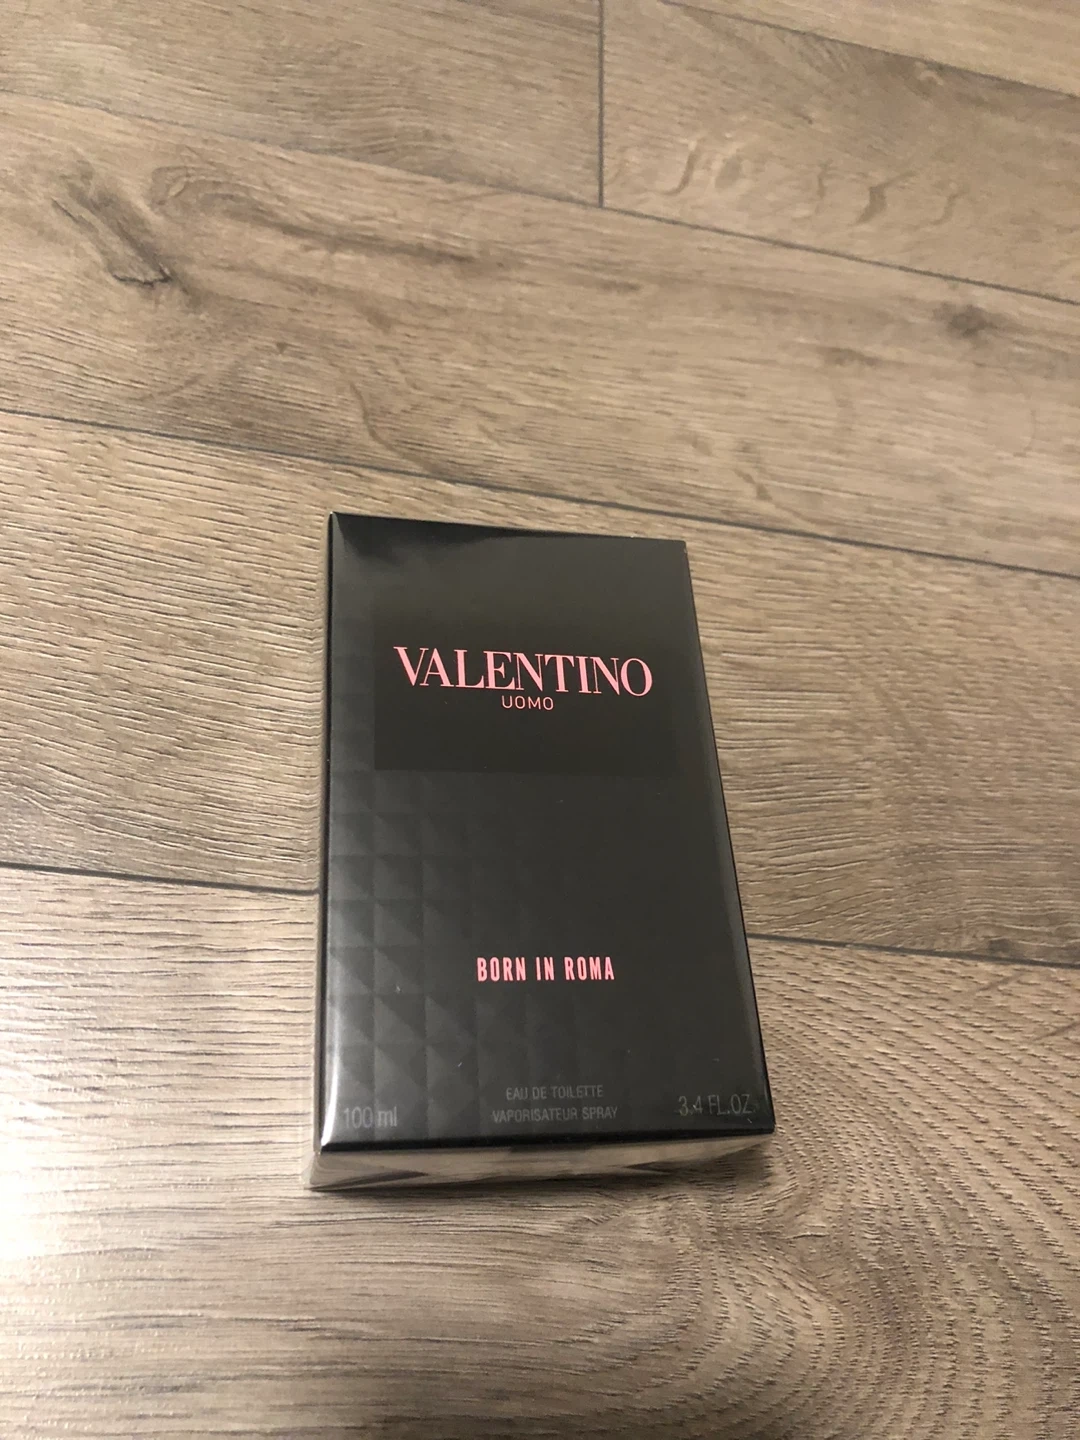 VALENTINO
UOMO
BORN IN ROMA
EAU DE TOILETTE
VAPORISATEUR SPRAY
100 ml
3.4 FL.OZ.